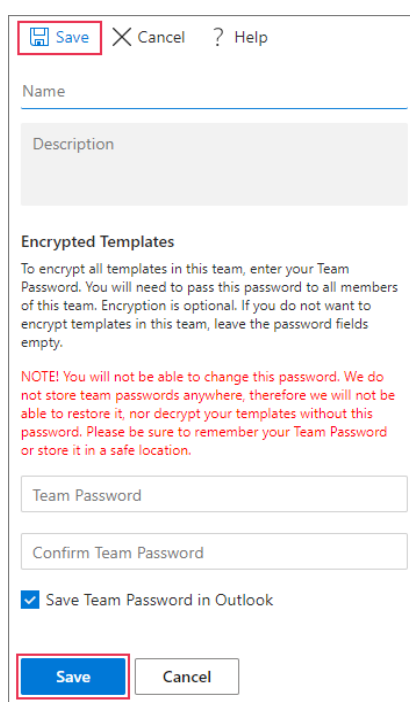 Save Cancel ? Help
Name
Description
Encrypted Templates
To encrypt all templates in this team, enter your Team
Password. You will need to pass this password to all members
of this team. Encryption is optional. If you do not want to
encrypt templates in this team, leave the password fields
empty.
NOTE! You will not be able to change this password. We do
not store team passwords anywhere, therefore we will not be
able to restore it, nor decrypt your templates without this
password. Please be sure to remember your Team Password
or store it in a safe location.
Team Password
Confirm Team Password
Save Team Password in Outlook
Save Cancel